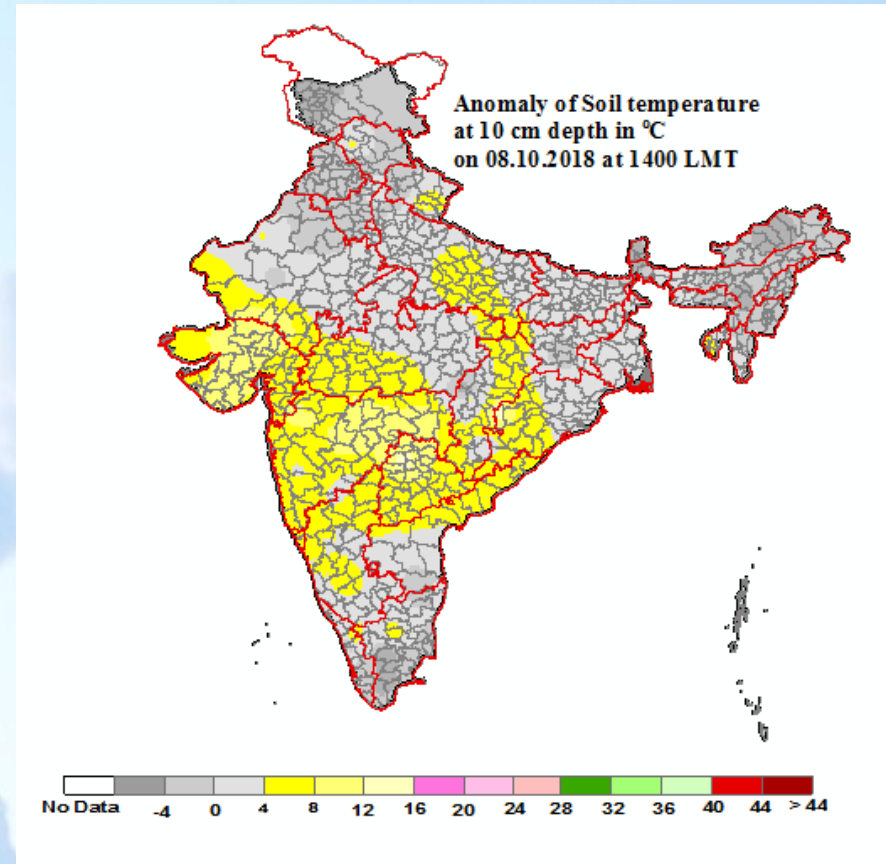 Anomaly of Soil temperature
at 10 cm depth in °C
on 08.10.2018 at 1400 LMT
No Data -4 0 4 8 12 16 20 24 28 32 36 40 44 > 44